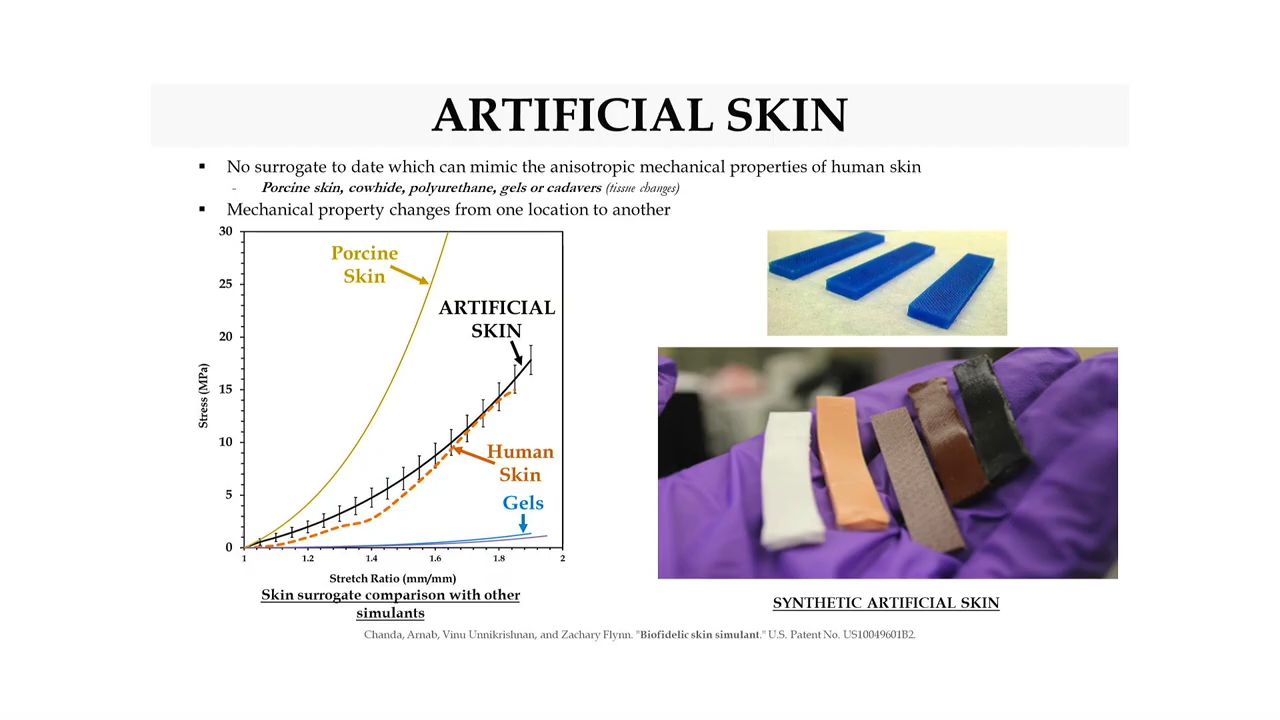 ARTIFICIAL SKIN
▪ No surrogate to date which can mimic the anisotropic mechanical properties of human skin
- Porcine skin, cowhide, polyurethane, gels or cadavers (tissue changes)
▪ Mechanical property changes from one location to another
30
25
20
15
10
5
0
Stress (MPa)
Porcine
Skin
ARTIFICIAL
SKIN
Human
Skin
Gels
1 1.2 1.4 1.6 1.8 2
Stretch Ratio (mm/mm)
Skin surrogate comparison with other
simulants
SYNTHETIC ARTIFICIAL SKIN
Chanda, Arnab, Vinu Unnikrishnan, and Zachary Flynn. "Biofidelic skin simulant." U.S. Patent No. US10049601B2.